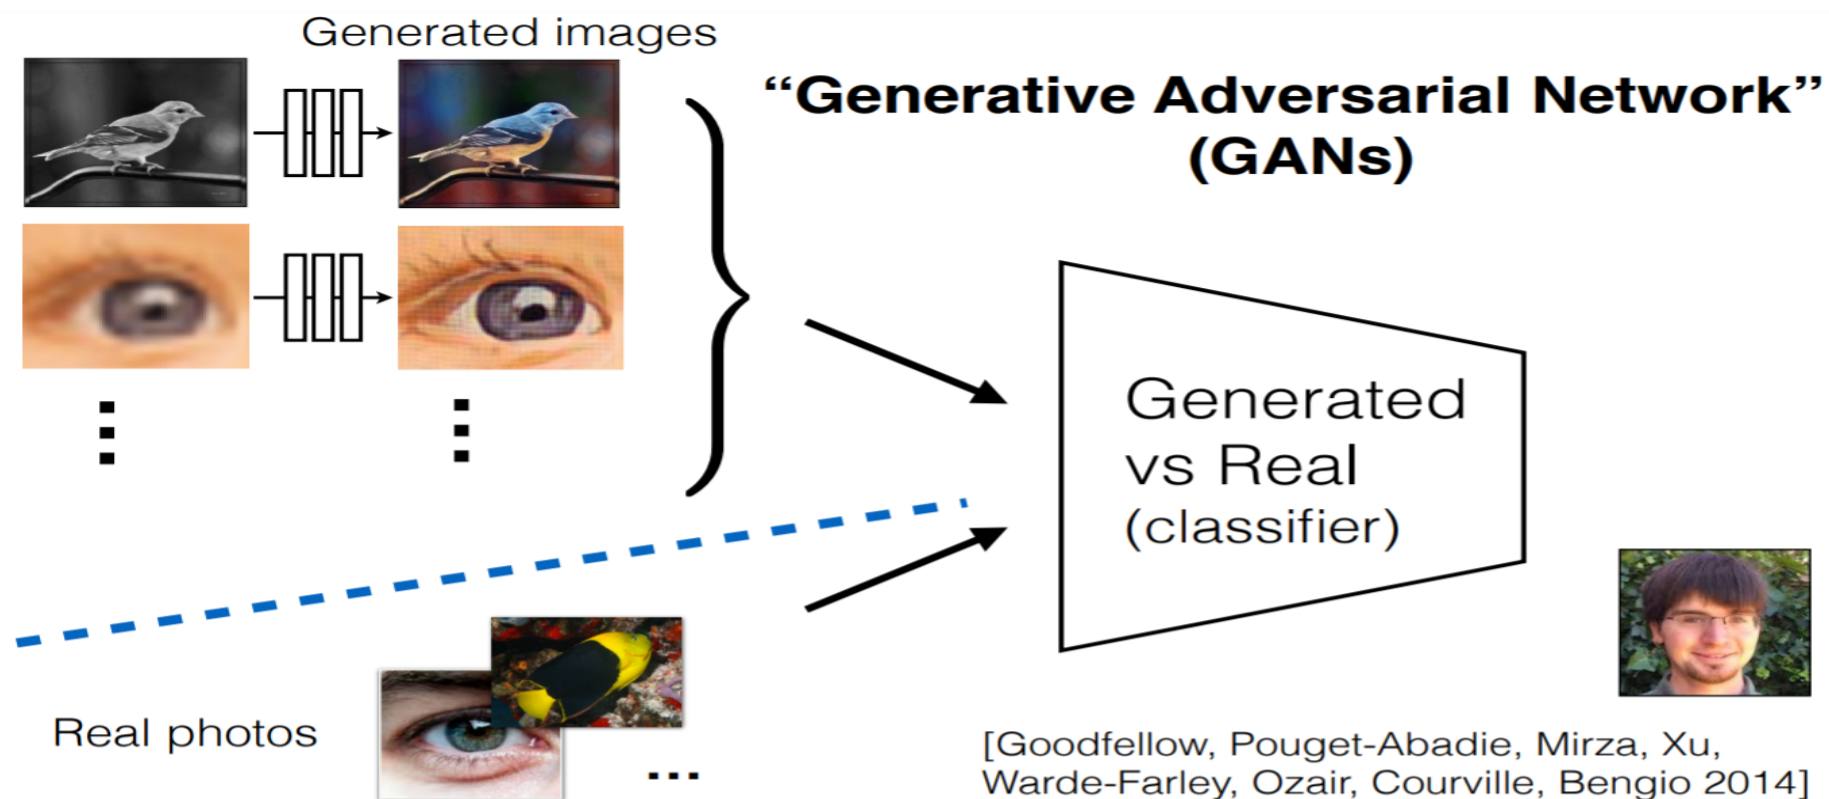 Generated images
“Generative Adversarial Network”
(GANs)
Generated
vs Real
(classifier)
Real photos
...
[Goodfellow, Pouget-Abadie, Mirza, Xu,
Warde-Farley, Ozair, Courville, Bengio 2014]